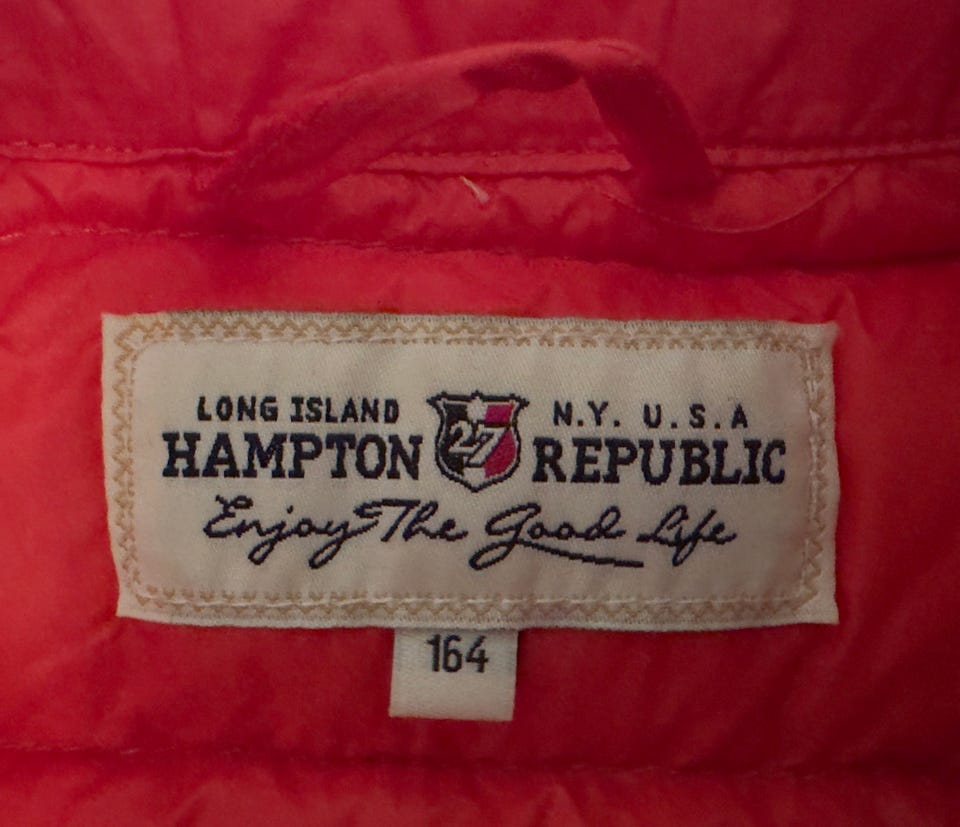 LONG ISLAND N.Y. U.S.A
HAMPTON 27 REPUBLIC
Enjoy The Good Life
164